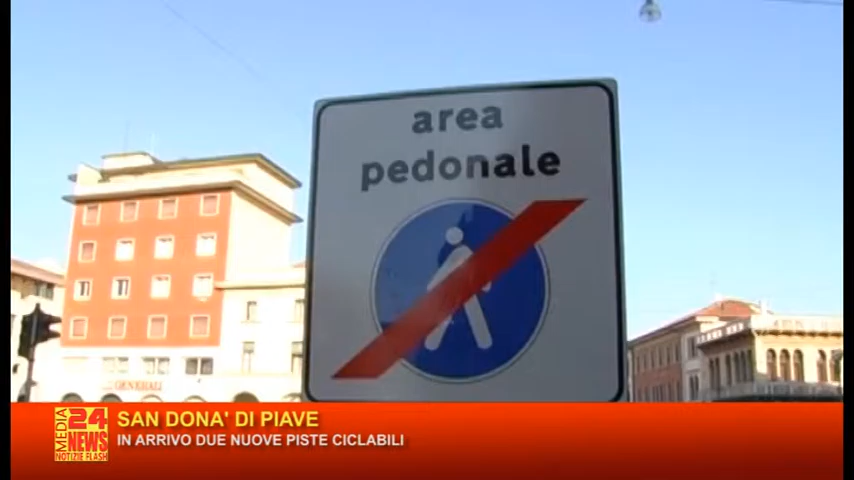 area
pedonale
GENERALI
MEDIA
24
NEWS
NOTIZIE FLASH
SAN DONA' DI PIAVE
IN ARRIVO DUE NUOVE PISTE CICLABILI